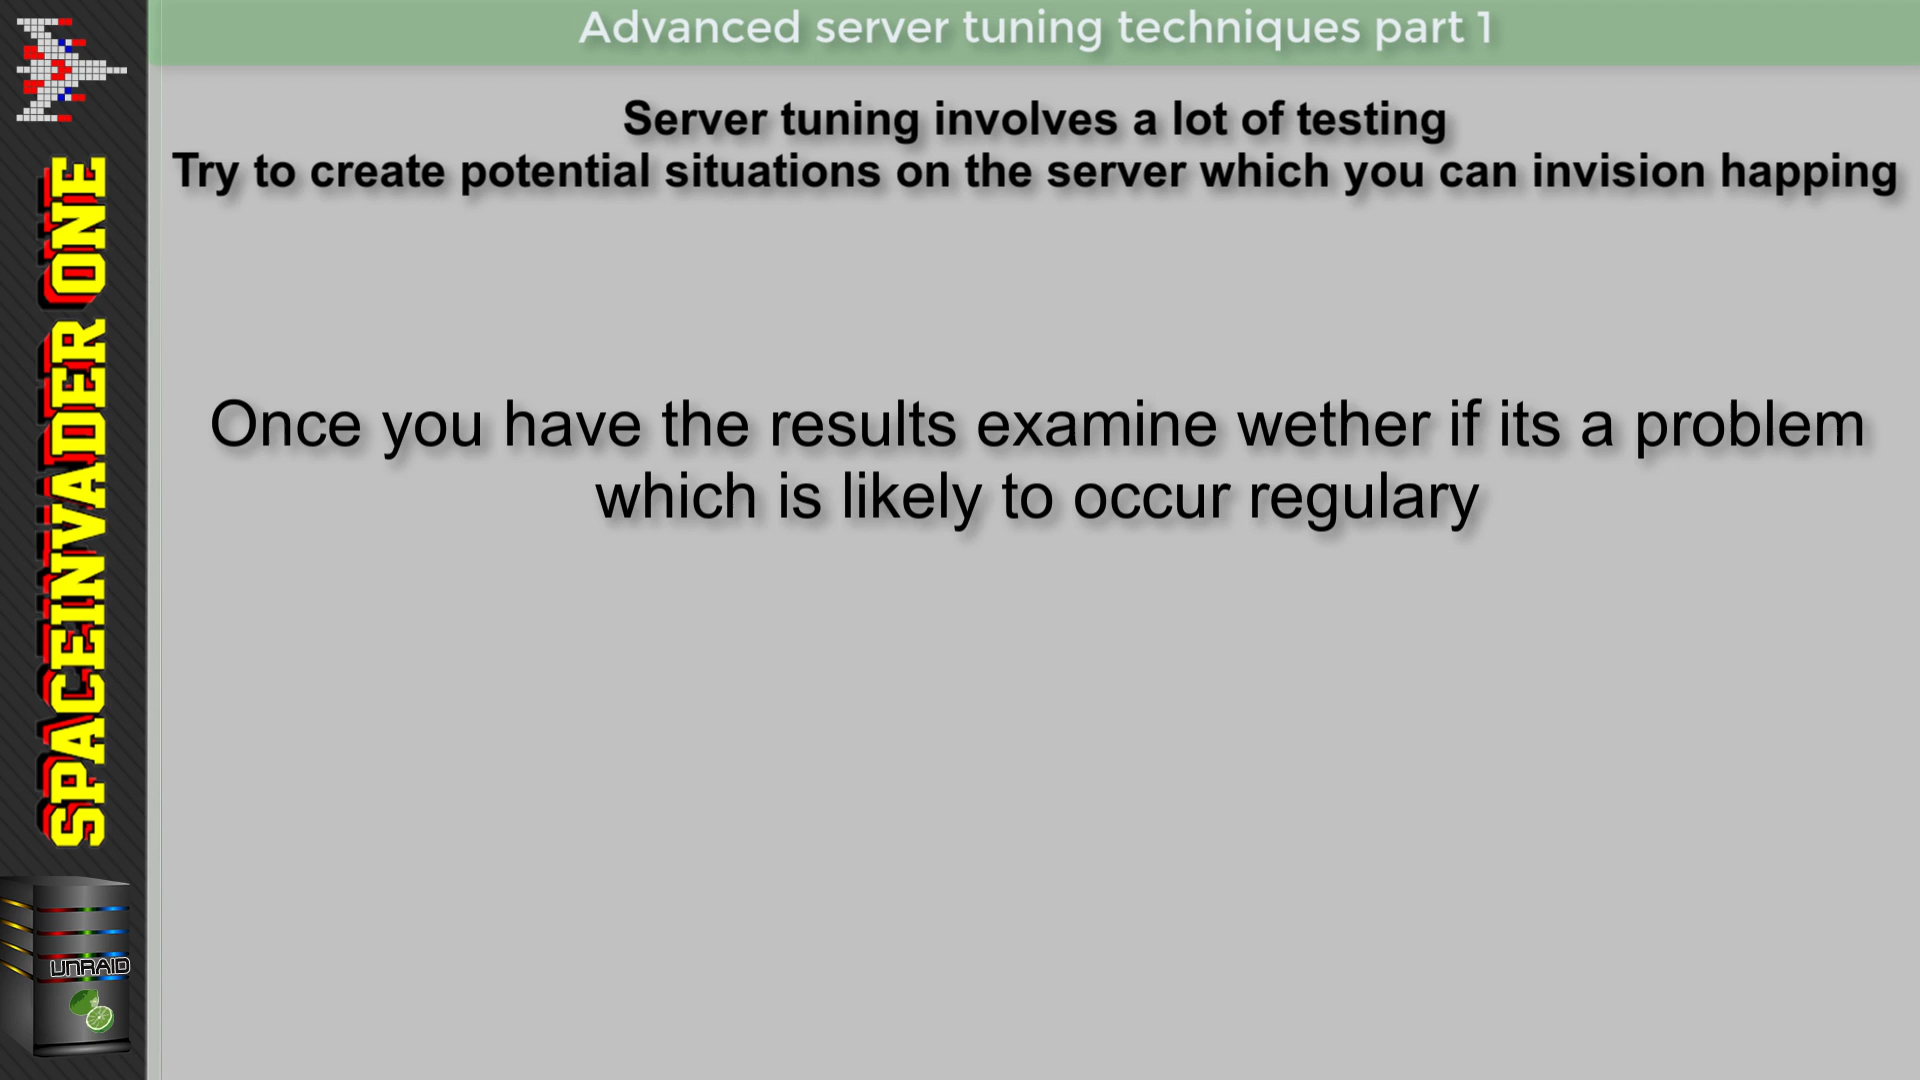 Advanced server tuning techniques part 1
Server tuning involves a lot of testing
Try to create potential situations on the server which you can invision happing
Once you have the results examine wether if its a problem
which is likely to occur regulary
SPACEINVADER ONE
UNRAID